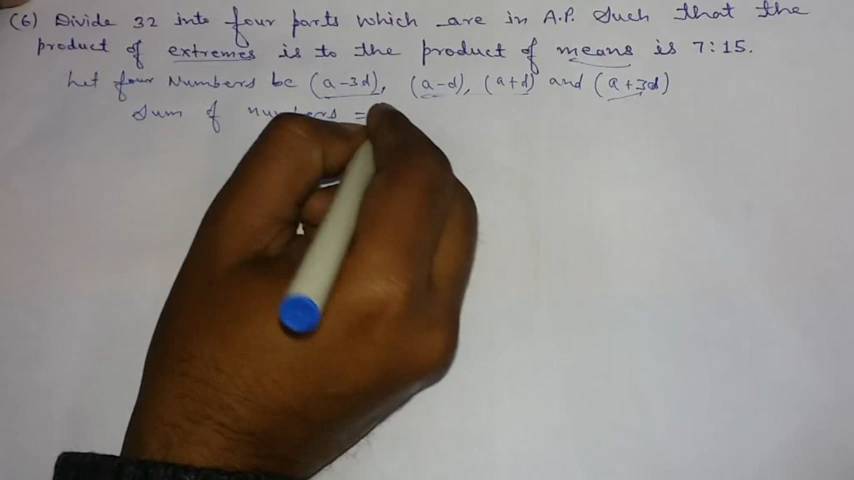 (6) Divide 32 into four parts which are in A.P. Such that the
product of extremes is to the product of means is 7:15.
Let four Numbers be (a-3d), (a-d), (a+d) and (a+3d)
Sum of numbers =